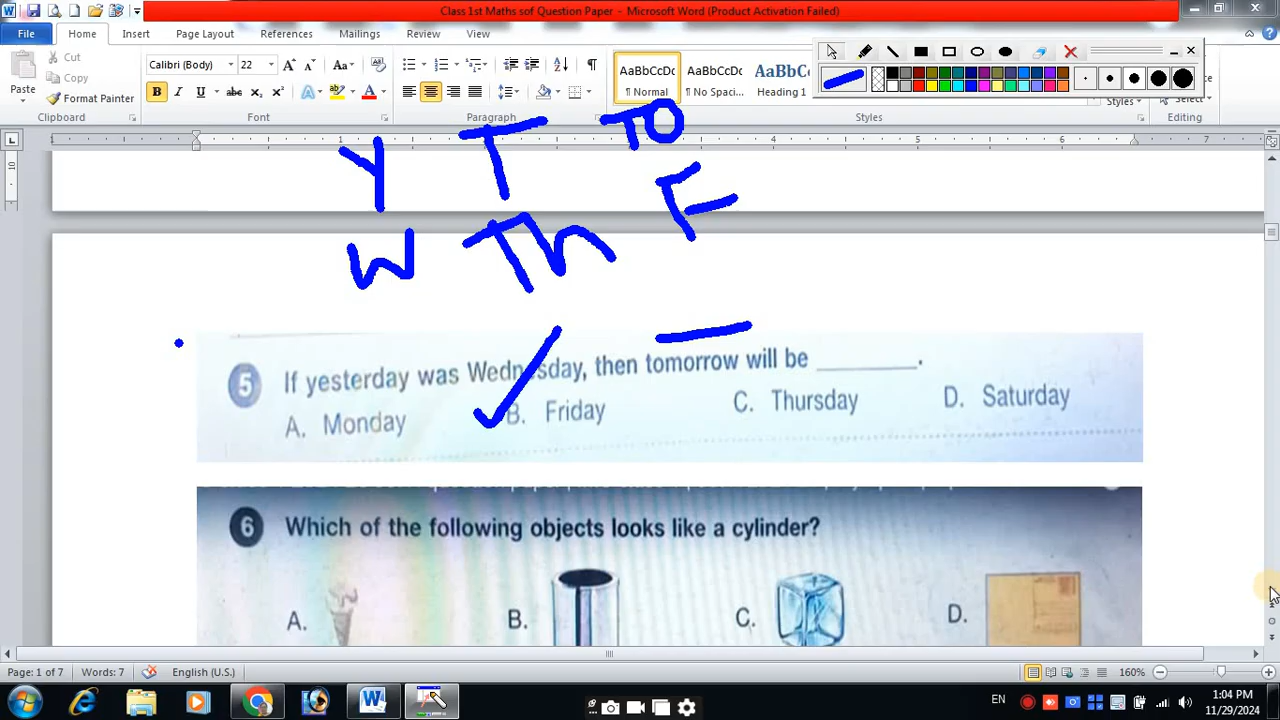 Class 1st Maths sof Question Paper - Microsoft Word (Product Activation Failed)
File Home Insert Page Layout References Mailings Review View
Cut
Copy
Format Painter
Paste
Calibri (Body) 22
AaBbCcDc AaBbCcDc AaBbCc
¶ Normal ¶ No Spaci... Heading 1
Styles
Select
Clipboard Font Paragraph Styles Editing
Y T TO
W Th F
5 If yesterday was Wednesday, then tomorrow will be ________.
A. Monday B. Friday C. Thursday D. Saturday
6 Which of the following objects looks like a cylinder?
A. B. C. D.
Page: 1 of 7 Words: 7 English (U.S.) 160%
EN 1:04 PM
11/29/2024